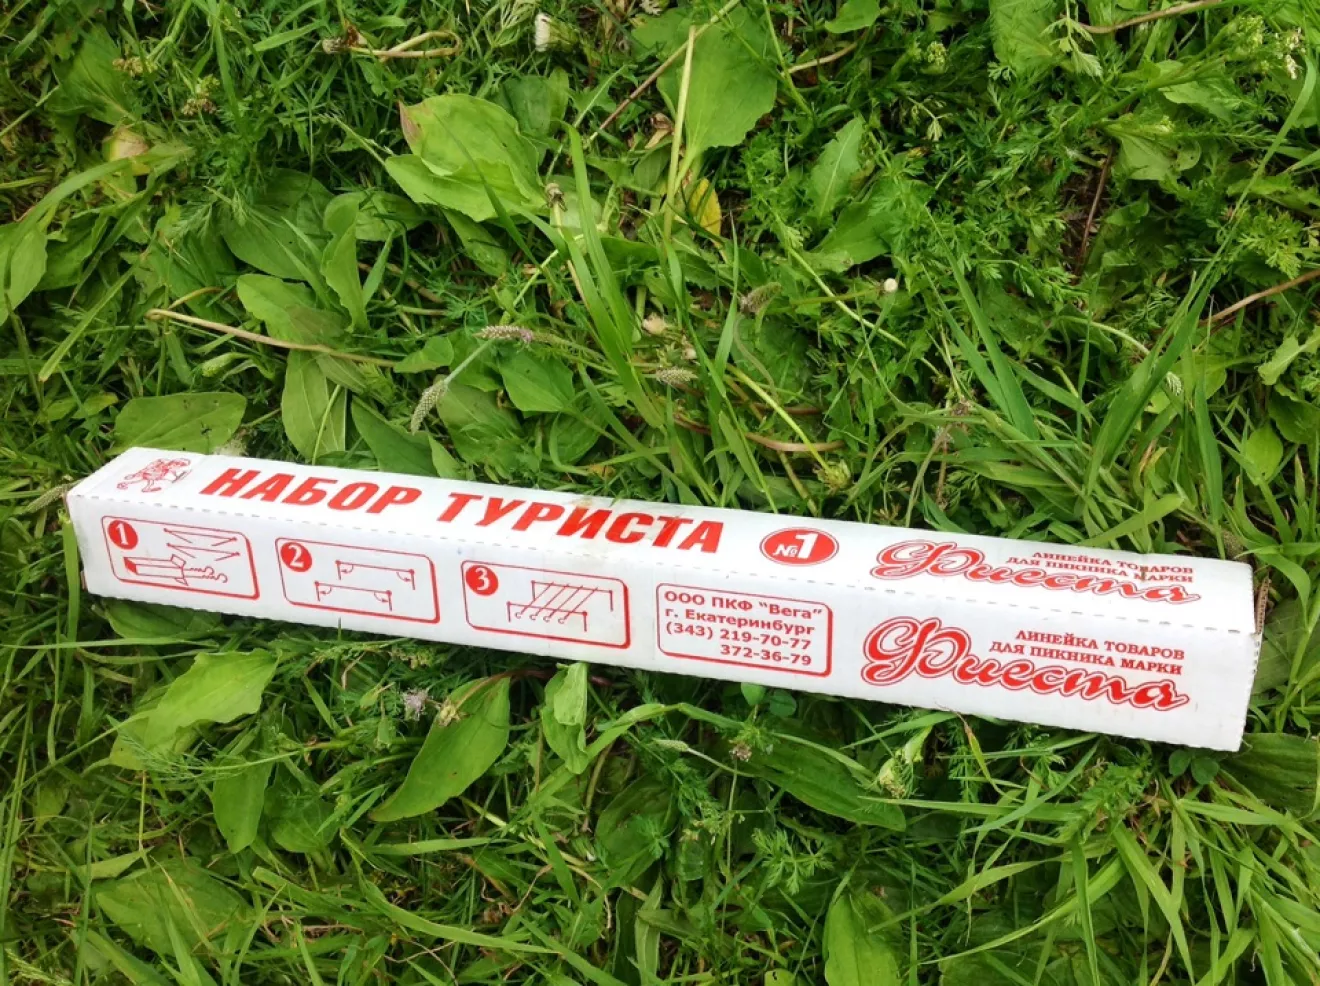 НАБОР ТУРИСТА
№1
Фиеста
ЛИНЕЙКА ТОВАРОВ
ДЛЯ ПИКНИКА МАРКИ
1
2
3
ООО ПКФ "Вега"
г. Екатеринбург
(343) 219-70-77
372-36-79
ЛИНЕЙКА ТОВАРОВ
ДЛЯ ПИКНИКА МАРКИ
Фиеста